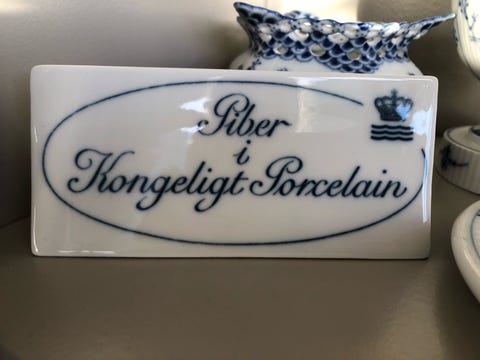 Piber
i
Kongeligt Porcelain